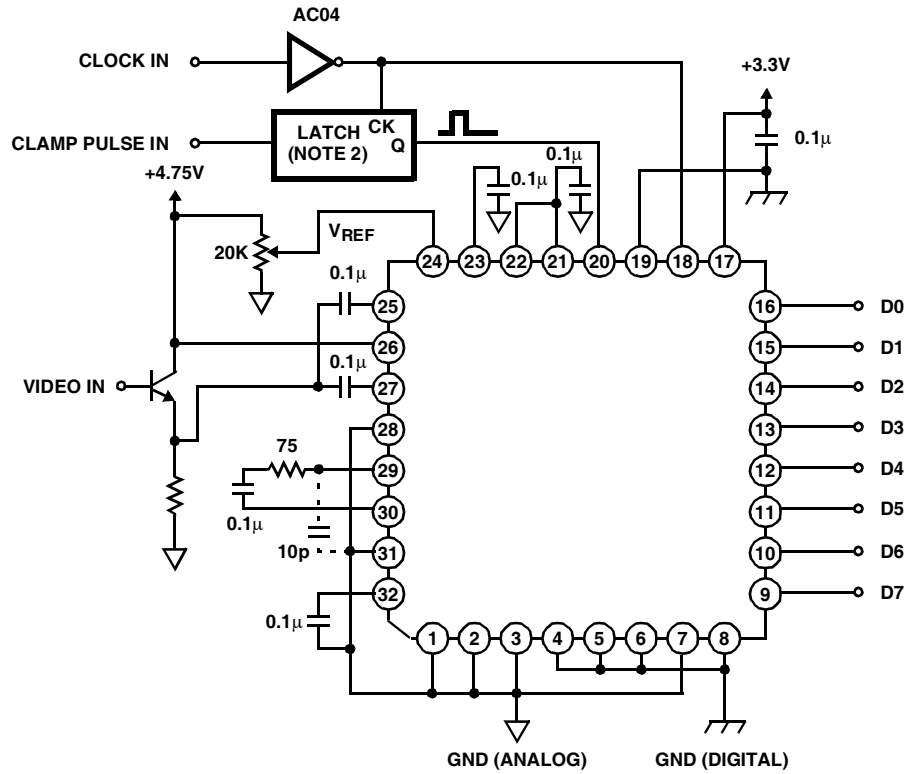 AC04
CLOCK IN
+3.3V
CLAMP PULSE IN
LATCH
(NOTE 2)
CK
Q
0.1μ
0.1μ
0.1μ
+4.75V
20K
VREF
24
23
22
21
20
19
18
17
0.1μ
25
16
D0
26
15
D1
0.1μ
VIDEO IN
27
14
D2
28
13
D3
75
29
12
D4
30
11
D5
0.1μ
10p
31
10
D6
32
9
D7
0.1μ
1
2
3
4
5
6
7
8
GND (ANALOG)
GND (DIGITAL)